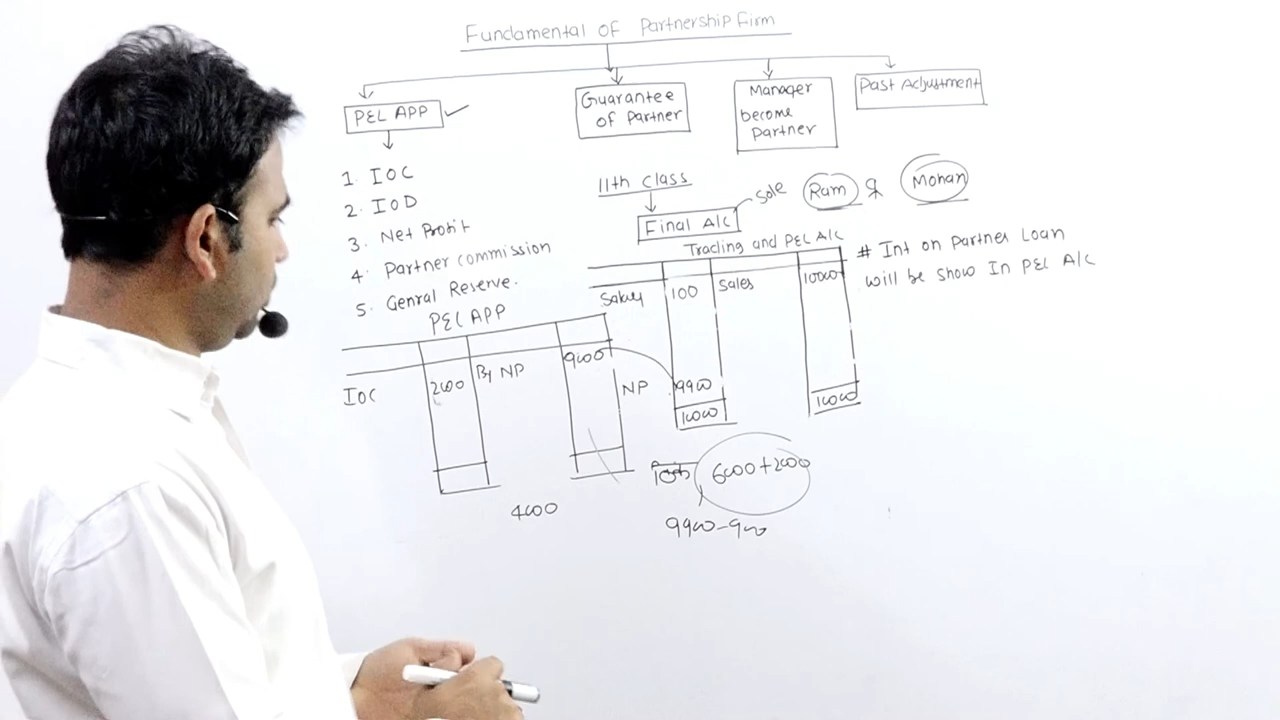 Fundamental OF Partnership Firm
P&L APP
Guarantee
of Partner
Manager
become
Partner
Past Adjustment
1. IOC
2. IOD
3. Net Profit
4. Partner commission
5. Genral Reserve.
11th Class
Final A/c
Sole
Ram & Mohan
Trading and P&L A/c
Salary 100 Sales 10000
NP 9900
10000 10000
# Int on Partner Loan
will be show In P&L A/c
P&L APP
IOC 2000 By NP 9000
4000
6000+2000
9900-900